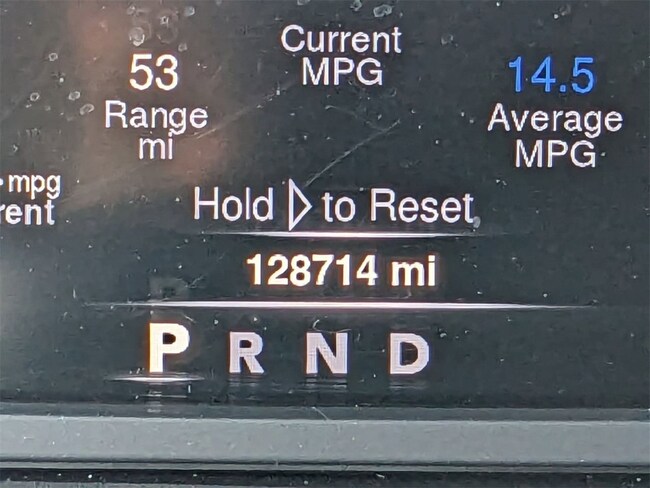 Current
MPG
53
Range
mi
14.5
Average
MPG
mpg
rent
Hold ▷ to Reset
128714 mi
P R N D